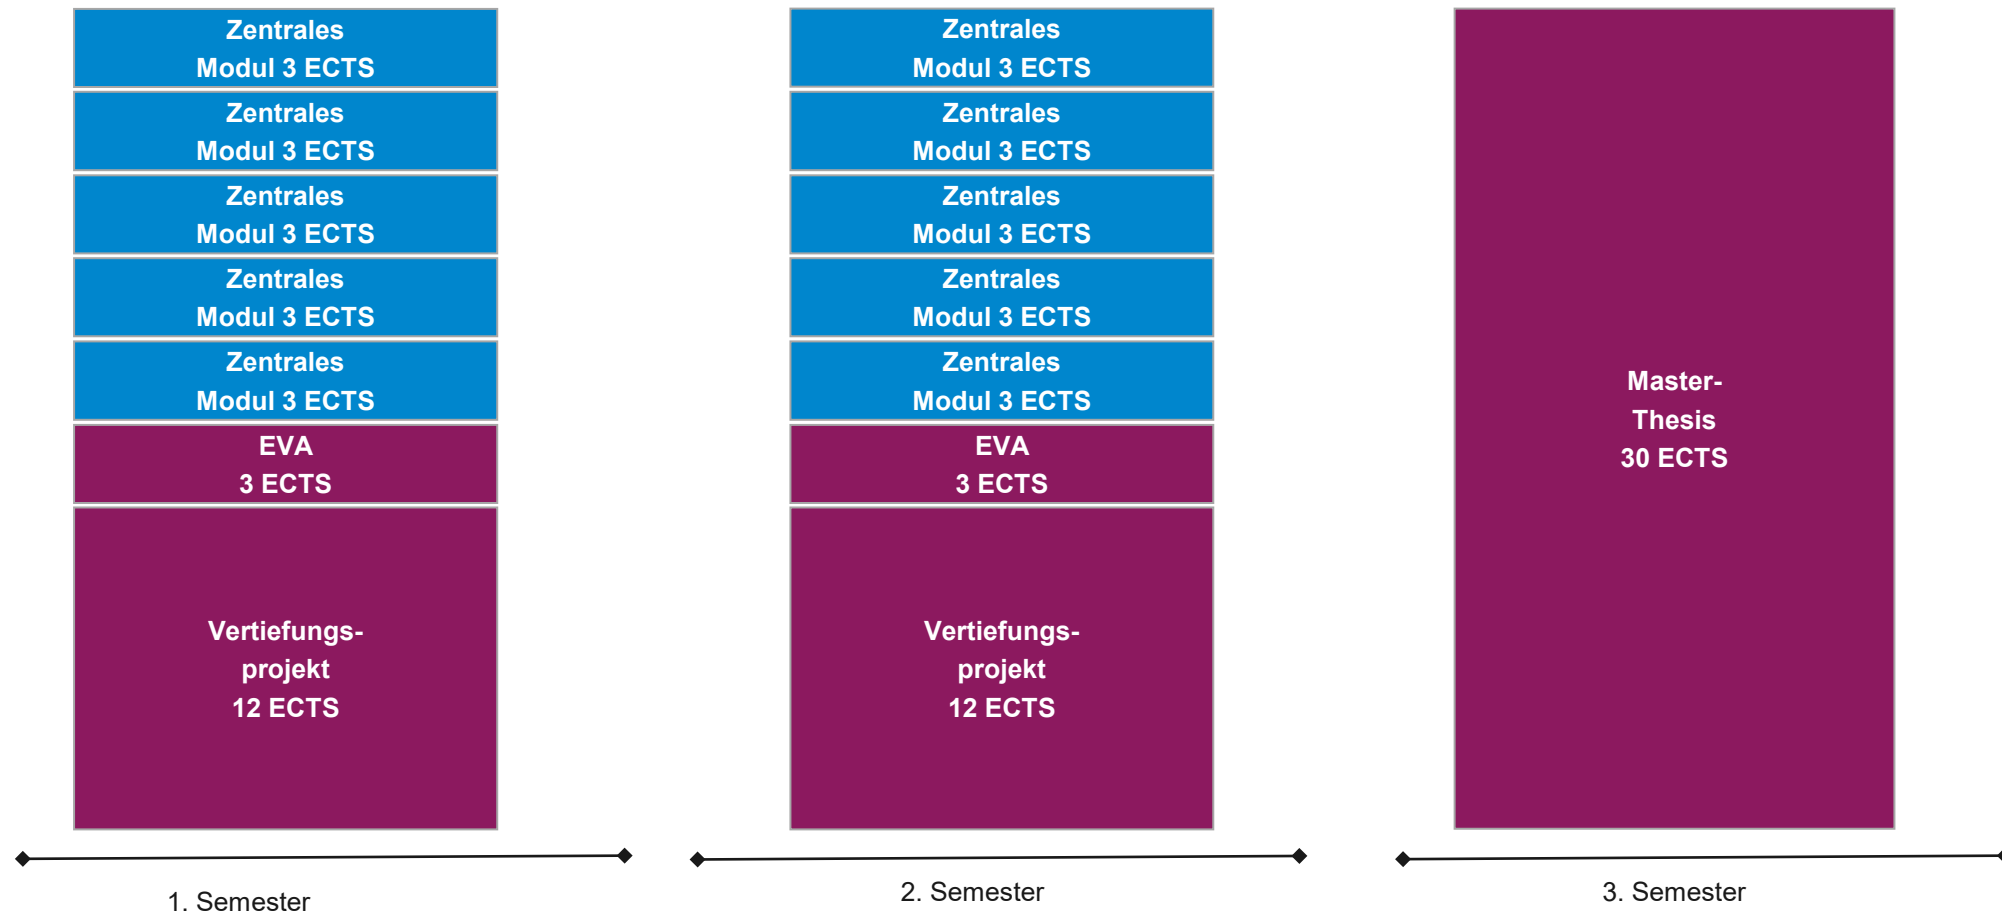 Zentrales
Modul 3 ECTS
Zentrales
Modul 3 ECTS
Zentrales
Modul 3 ECTS
Zentrales
Modul 3 ECTS
Zentrales
Modul 3 ECTS
EVA
3 ECTS
Vertiefungs-
projekt
12 ECTS
1. Semester
Zentrales
Modul 3 ECTS
Zentrales
Modul 3 ECTS
Zentrales
Modul 3 ECTS
Zentrales
Modul 3 ECTS
Zentrales
Modul 3 ECTS
EVA
3 ECTS
Vertiefungs-
projekt
12 ECTS
2. Semester
Master-
Thesis
30 ECTS
3. Semester